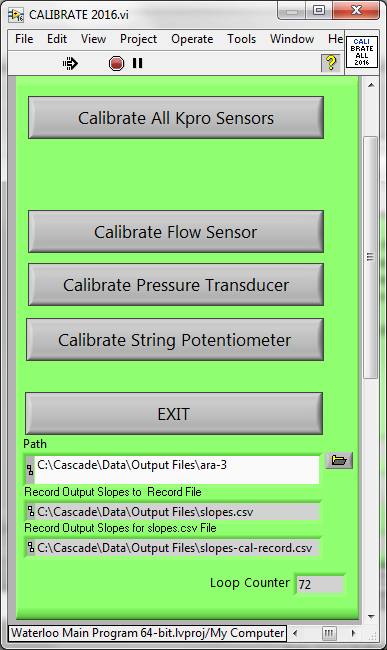 CALIBRATE 2016.vi
File Edit View Project Operate Tools Window He
CALI
BRATE
ALL
2016
?
Calibrate All Kpro Sensors
Calibrate Flow Sensor
Calibrate Pressure Transducer
Calibrate String Potentiometer
EXIT
Path
C:\Cascade\Data\Output Files\ara-3
Record Output Slopes to Record File
C:\Cascade\Data\Output Files\slopes.csv
Record Output Slopes for slopes.csv File
C:\Cascade\Data\Output Files\slopes-cal-record.csv
Loop Counter 72
Waterloo Main Program 64-bit.lvproj/My Computer